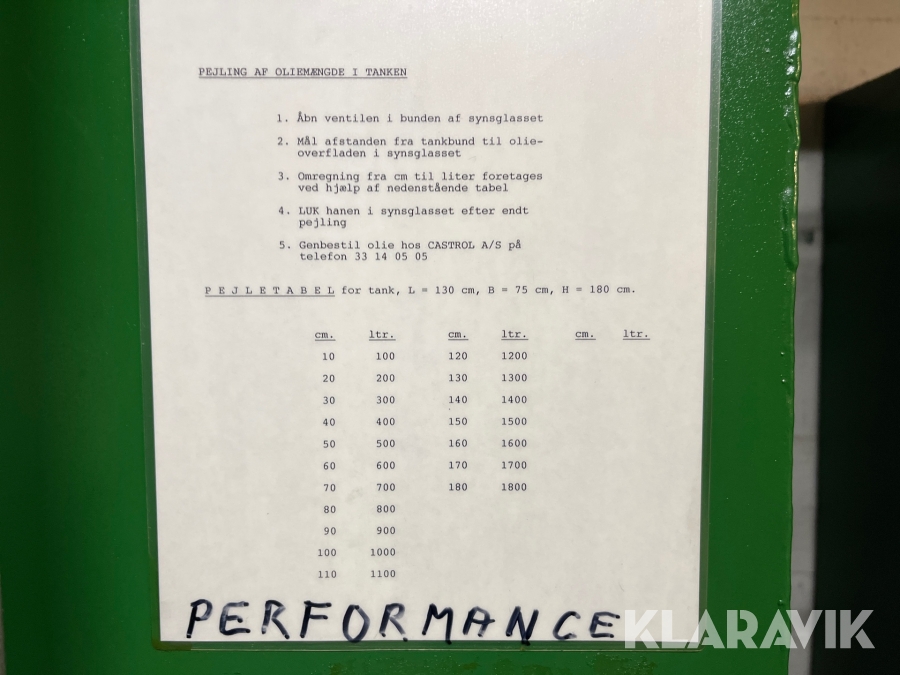 PEJLING AF OLIEMÆNGDE I TANKEN
1. Åbn ventilen i bunden af synsglasset
2. Mål afstanden fra tankbund til olie-
overfladen i synsglasset
3. Omregning fra cm til liter foretages
ved hjælp af nedenstående tabel
4. LUK hanen i synsglasset efter endt
pejling
5. Genbestil olie hos CASTROL A/S på
telefon 33 14 05 05
PEJLETABEL for tank, L = 130 cm, B = 75 cm, H = 180 cm.
cm. ltr. cm. ltr. cm. ltr.
10 100 120 1200
20 200 130 1300
30 300 140 1400
40 400 150 1500
50 500 160 1600
60 600 170 1700
70 700 180 1800
80 800
90 900
100 1000
110 1100
PERFORMANCE
KLARAVIK